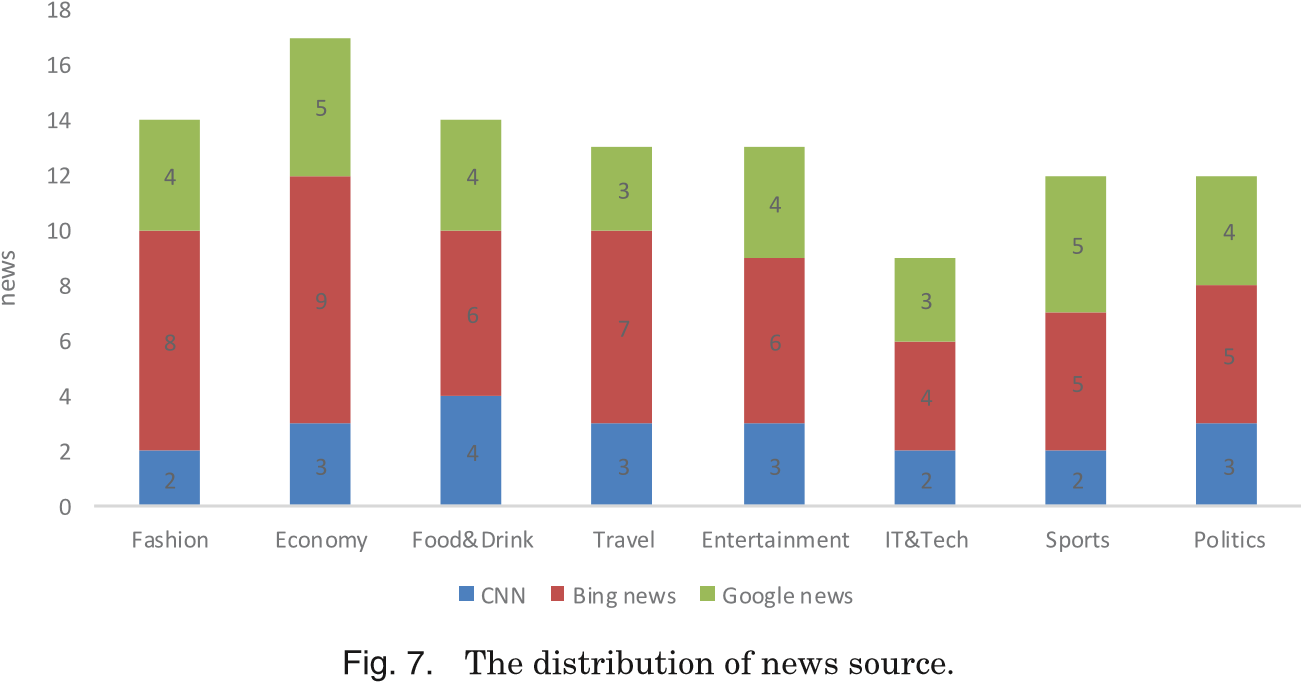 18
16
14
12
10
8
6
4
2
0
news
4 5 4 3 4 3 5 4
8 9 6 7 6 4 5 5
2 3 4 3 3 2 2 3
Fashion Economy Food&Drink Travel Entertainment IT&Tech Sports Politics
CNN Bing news Google news
Fig. 7. The distribution of news source.